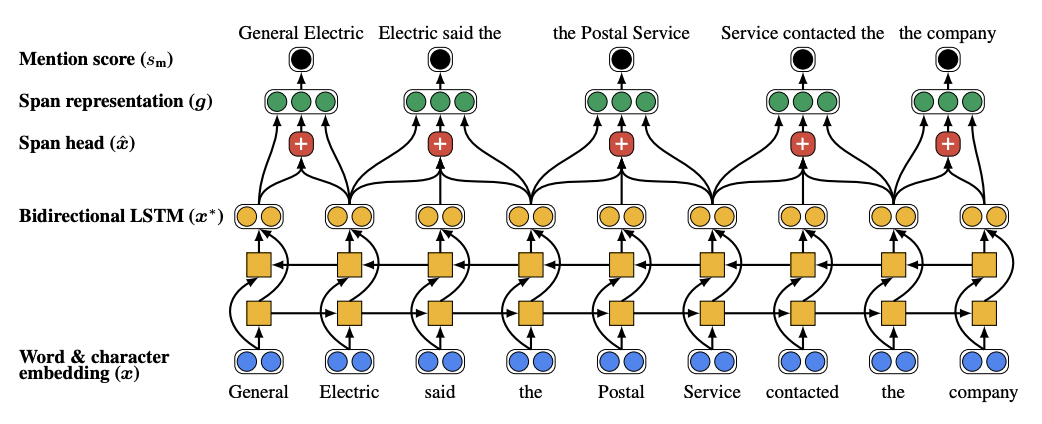 General Electric Electric said the the Postal Service Service contacted the the company
Mention score (sₘ)
Span representation (g)
+ + + + +
Span head (x̂)
Bidirectional LSTM (x*)
Word & character
embedding (x)
General Electric said the Postal Service contacted the company